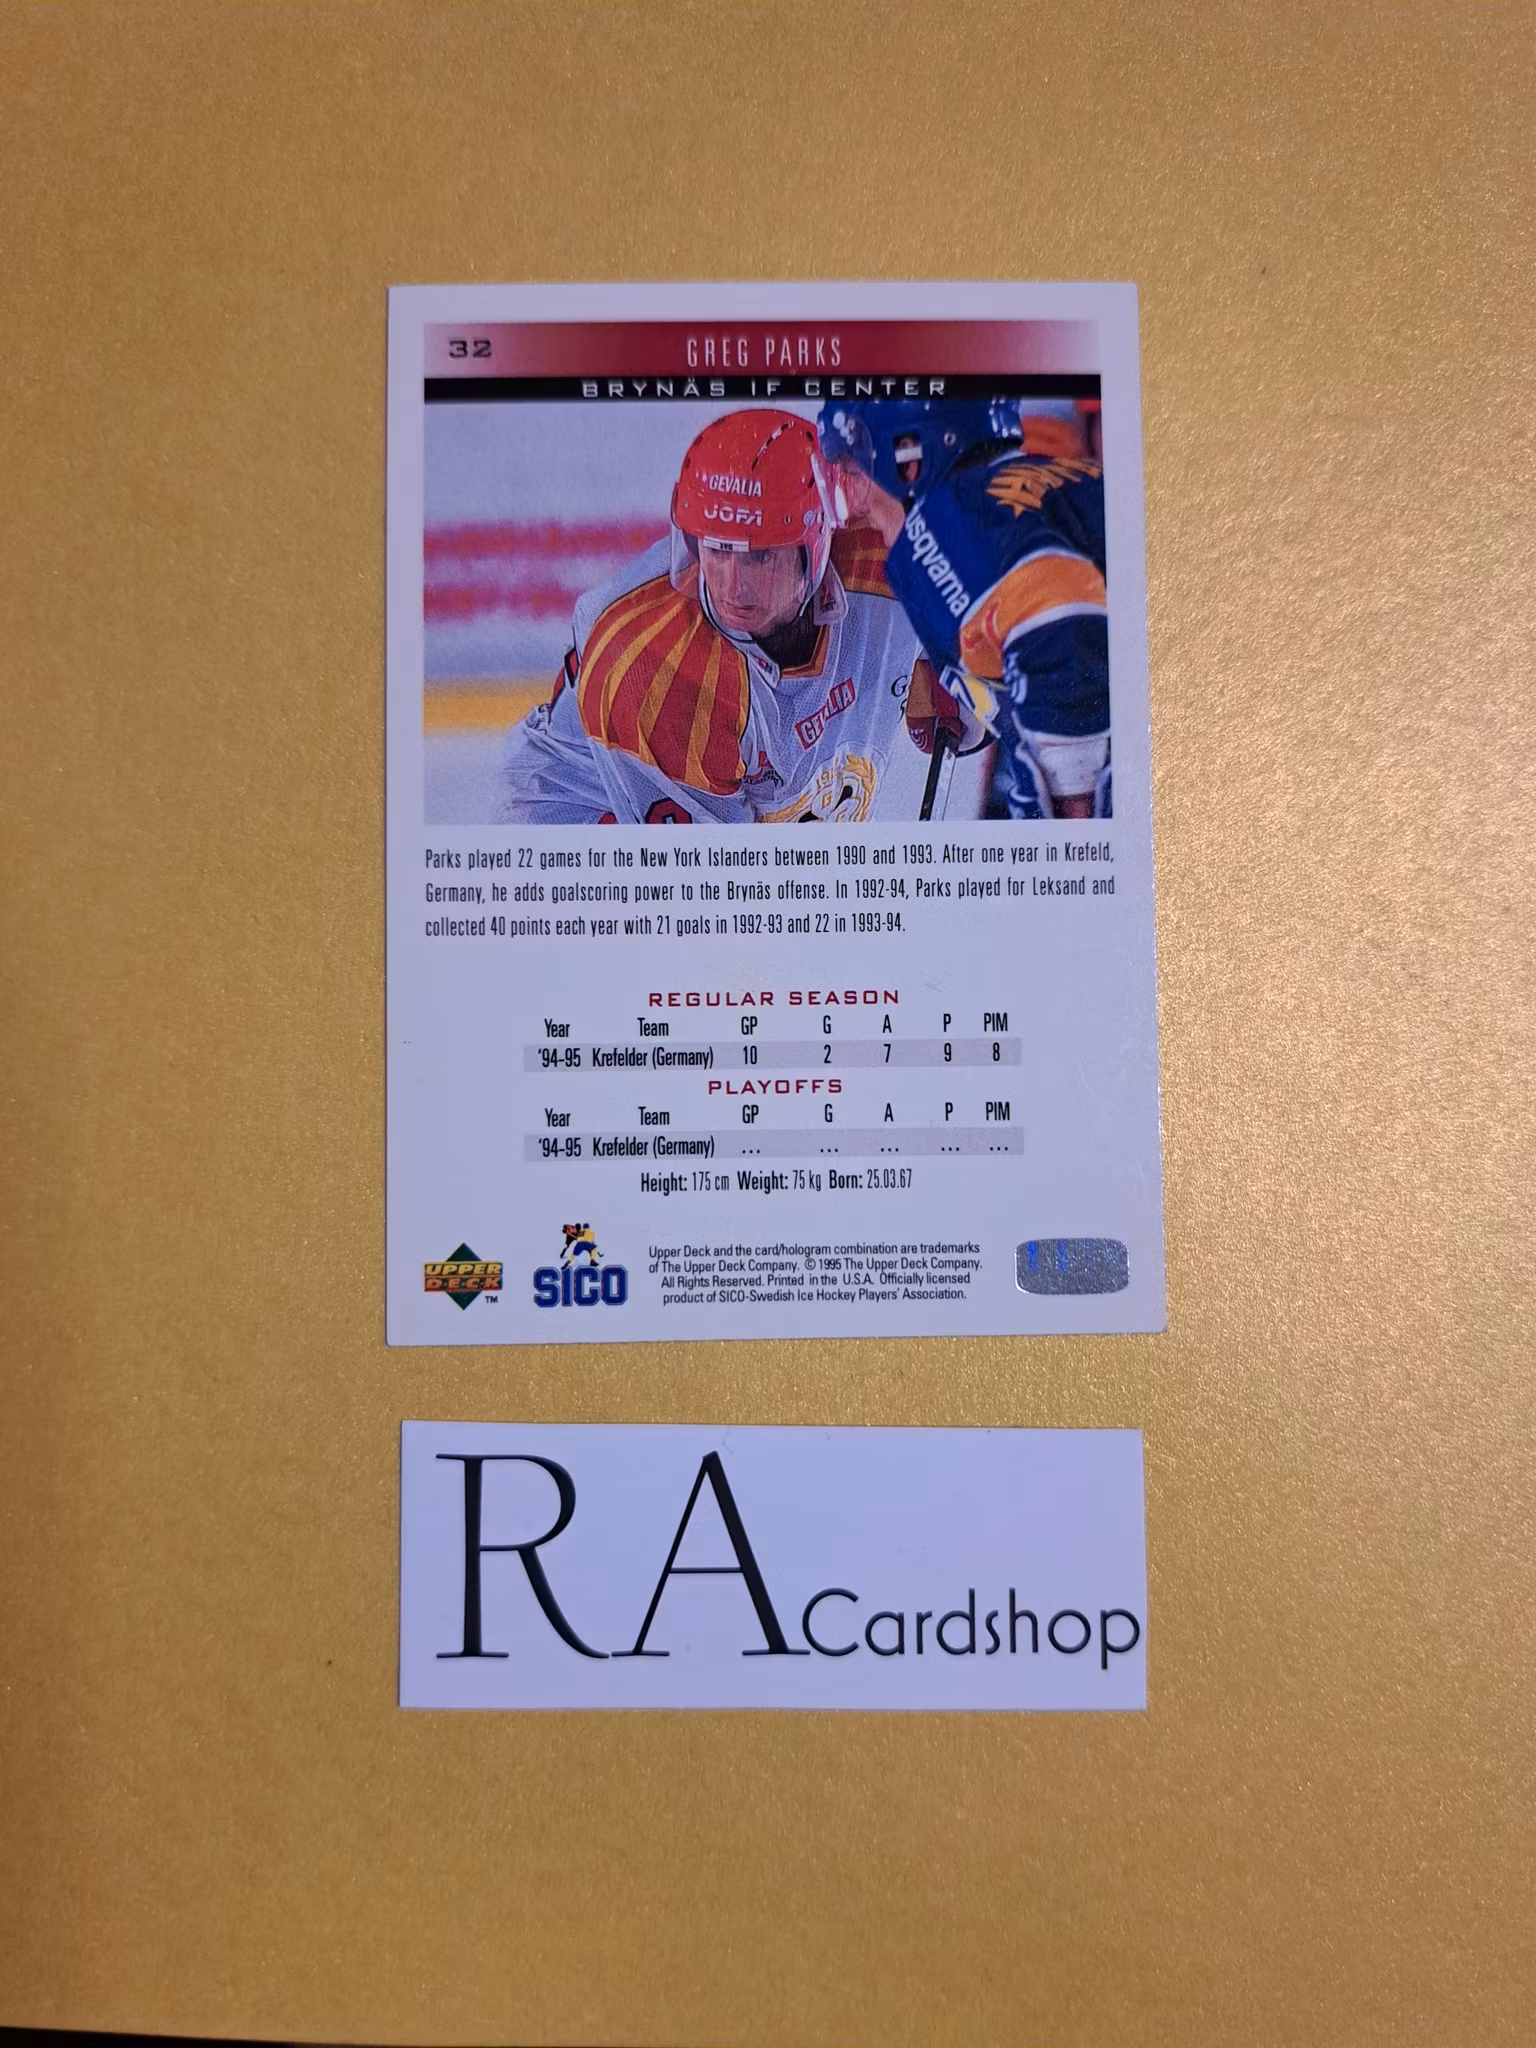 32 GREG PARKS
BRYNÄS IF CENTER
GEVALIA
JOFA
usqvarna
GEVALIA
Parks played 22 games for the New York Islanders between 1990 and 1993. After one year in Krefeld,
Germany, he adds goalscoring power to the Brynäs offense. In 1992-94, Parks played for Leksand and
collected 40 points each year with 21 goals in 1992-93 and 22 in 1993-94.
REGULAR SEASON
Year Team GP G A P PIM
'94-95 Krefelder (Germany) 10 2 7 9 8
PLAYOFFS
Year Team GP G A P PIM
'94-95 Krefelder (Germany) ... ... ... ... ...
Height: 175 cm Weight: 75 kg Born: 25.03.67
UPPER
DECK
TM
SICO
Upper Deck and the card/hologram combination are trademarks
of The Upper Deck Company. © 1995 The Upper Deck Company.
All Rights Reserved. Printed in the U.S.A. Officially licensed
product of SICO-Swedish Ice Hockey Players' Association.
RA Cardshop